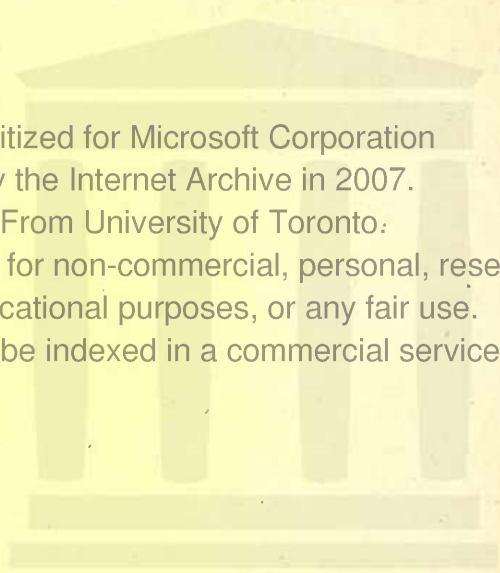 itized for Microsoft Corporation
y the Internet Archive in 2007.
From University of Toronto.
for non-commercial, personal, rese
cational purposes, or any fair use.
be indexed in a commercial service